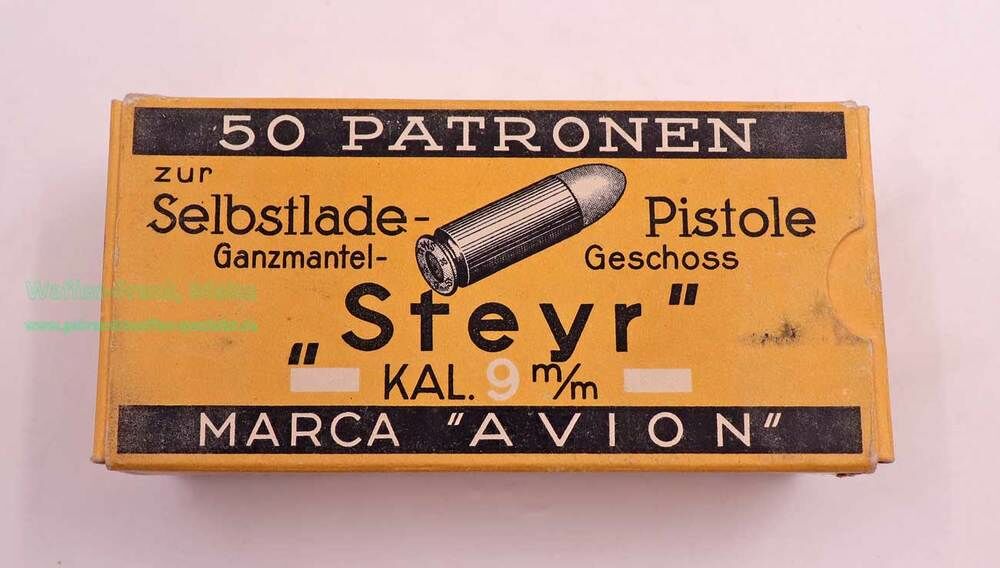 50 PATRONEN
zur
Selbstlade- Pistole
Ganzmantel- Geschoss
„Steyr"
KAL. 9 m/m
MARCA "AVION"